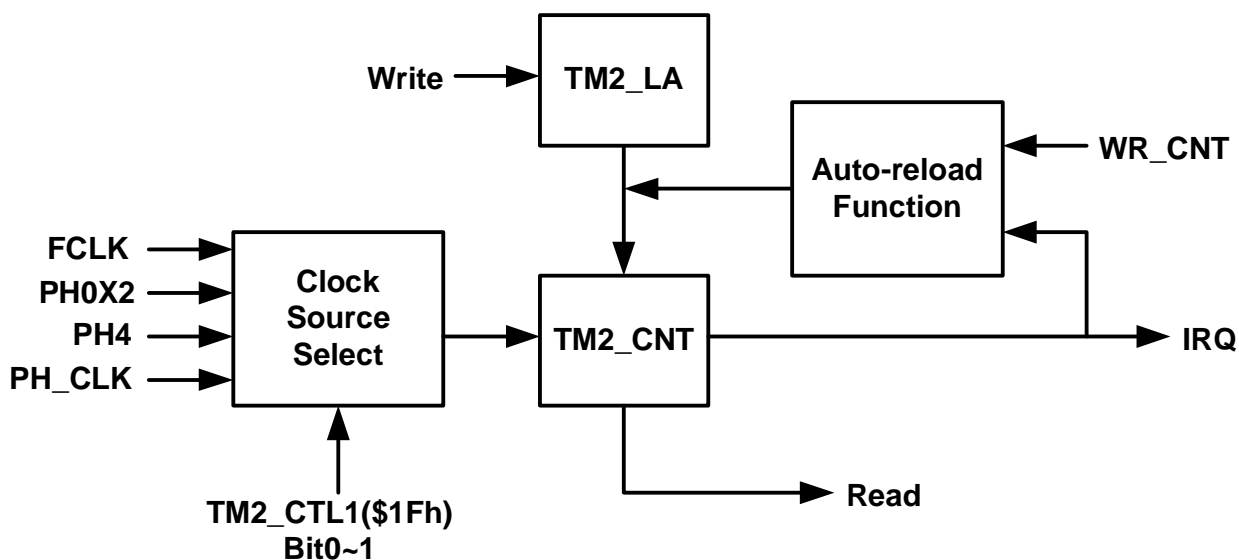 Write
TM2_LA
Auto-reload
Function
WR_CNT
FCLK
PH0X2
PH4
PH_CLK
Clock
Source
Select
TM2_CNT
IRQ
Read
TM2_CTL1($1Fh)
Bit0~1